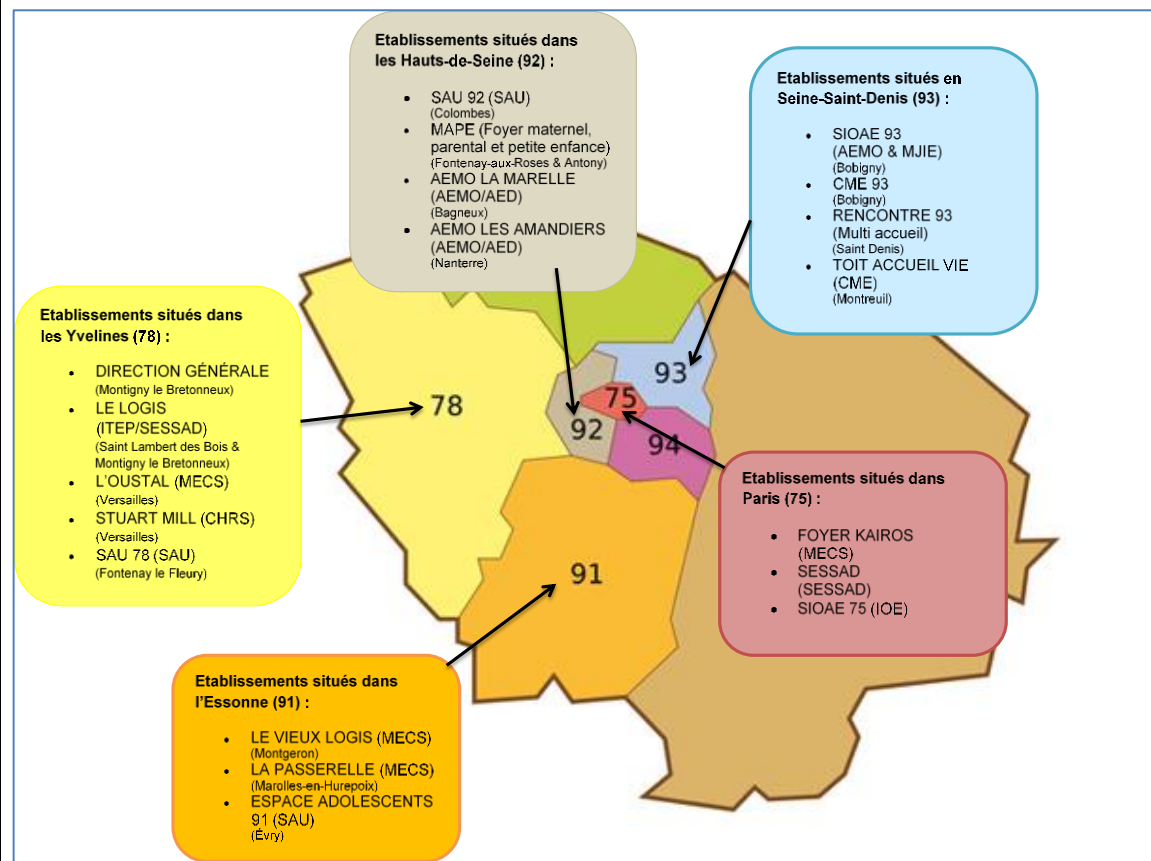 Etablissements situés dans
les Hauts-de-Seine (92) :
• SAU 92 (SAU)
(Colombes)
• MAPE (Foyer maternel,
parental et petite enfance)
(Fontenay-aux-Roses & Antony)
• AEMO LA MARELLE
(AEMO/AED)
(Bagneux)
• AEMO LES AMANDIERS
(AEMO/AED)
(Nanterre)
Etablissements situés en
Seine-Saint-Denis (93) :
• SIOAE 93
(AEMO & MJIE)
(Bobigny)
• CME 93
(Bobigny)
• RENCONTRE 93
(Multi accueil)
(Saint Denis)
• TOIT ACCUEIL VIE
(CME)
(Montreuil)
Etablissements situés dans
les Yvelines (78) :
• DIRECTION GÉNÉRALE
(Montigny le Bretonneux)
• LE LOGIS
(ITEP/SESSAD)
(Saint Lambert des Bois &
Montigny le Bretonneux)
• L'OUSTAL (MECS)
(Versailles)
• STUART MILL (CHRS)
(Versailles)
• SAU 78 (SAU)
(Fontenay le Fleury)
78
92
75
93
94
91
Etablissements situés dans
Paris (75) :
• FOYER KAIROS
(MECS)
• SESSAD
(SESSAD)
• SIOAE 75 (IOE)
Etablissements situés dans
l'Essonne (91) :
• LE VIEUX LOGIS (MECS)
(Montgeron)
• LA PASSERELLE (MECS)
(Marolles-en-Hurepoix)
• ESPACE ADOLESCENTS
91 (SAU)
(Évry)